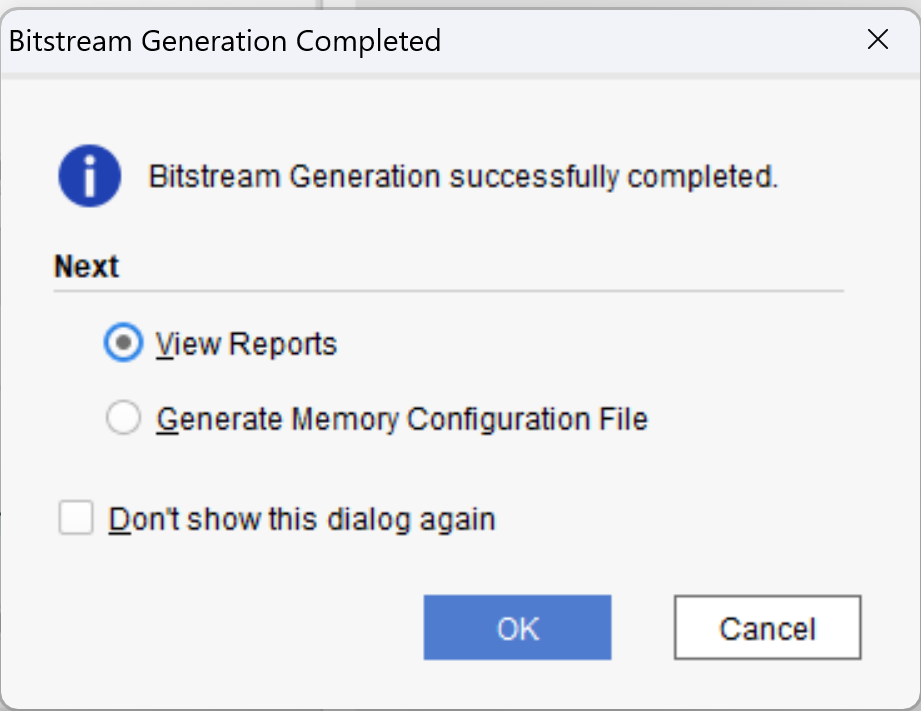 Bitstream Generation Completed
Bitstream Generation successfully completed.
Next
View Reports
Generate Memory Configuration File
Don't show this dialog again
OK
Cancel